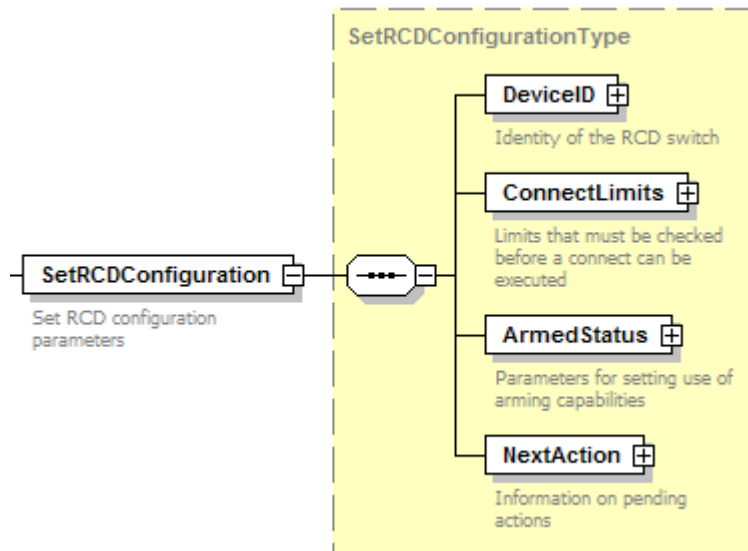 SetRCDConfigurationType
DeviceID
Identity of the RCD switch
ConnectLimits
Limits that must be checked
before a connect can be
executed
SetRCDConfiguration
Set RCD configuration
parameters
ArmedStatus
Parameters for setting use of
arming capabilities
NextAction
Information on pending
actions